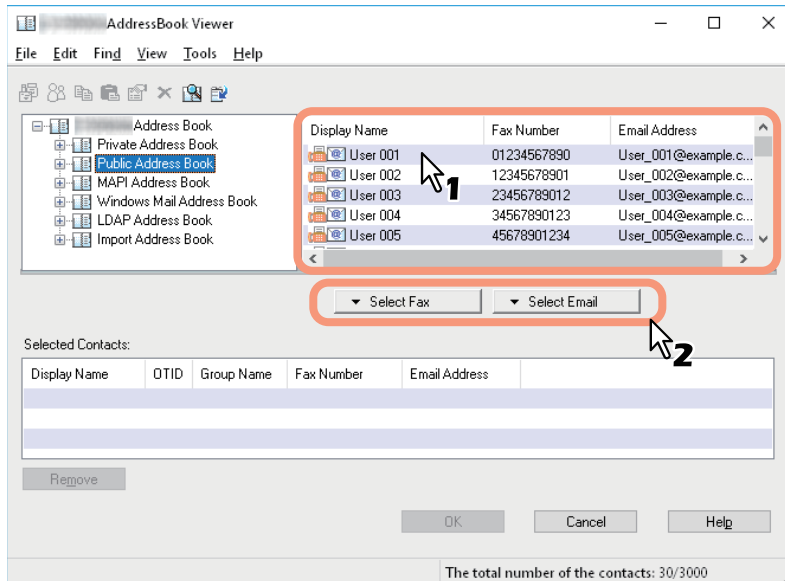 AddressBook Viewer
File Edit Find View Tools Help
Address Book
Private Address Book
Public Address Book
MAPI Address Book
Windows Mail Address Book
LDAP Address Book
Import Address Book
Display Name Fax Number Email Address
User 001 01234567890 User_001@example.c...
User 002 12345678901 User_002@example.c...
User 003 23456789012 User_003@example.c...
User 004 34567890123 User_004@example.c...
User 005 45678901234 User_005@example.c...
1
Select Fax Select Email
2
Selected Contacts:
Display Name OTID Group Name Fax Number Email Address
Remove
OK Cancel Help
The total number of the contacts: 30/3000